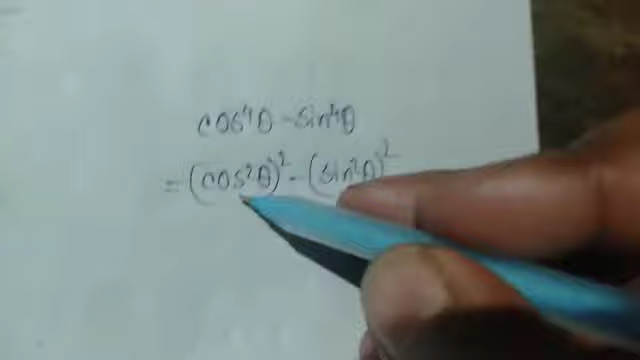 cos⁴θ - sin⁴θ
= (cos²θ)² - (sin²θ)²